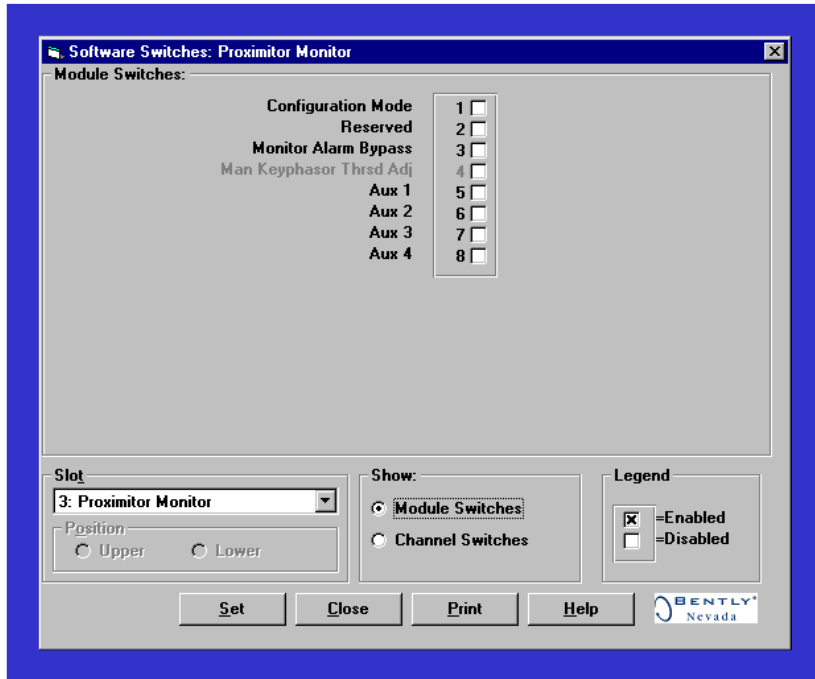 Software Switches: Proximitor Monitor
Module Switches:
Configuration Mode 1
Reserved 2
Monitor Alarm Bypass 3
Man Keyphasor Thrsd Adj 4
Aux 1 5
Aux 2 6
Aux 3 7
Aux 4 8
Slot
3: Proximitor Monitor
Position
Upper Lower
Show:
Module Switches
Channel Switches
Legend
=Enabled
=Disabled
Set Close Print Help
BENTLY
Nevada